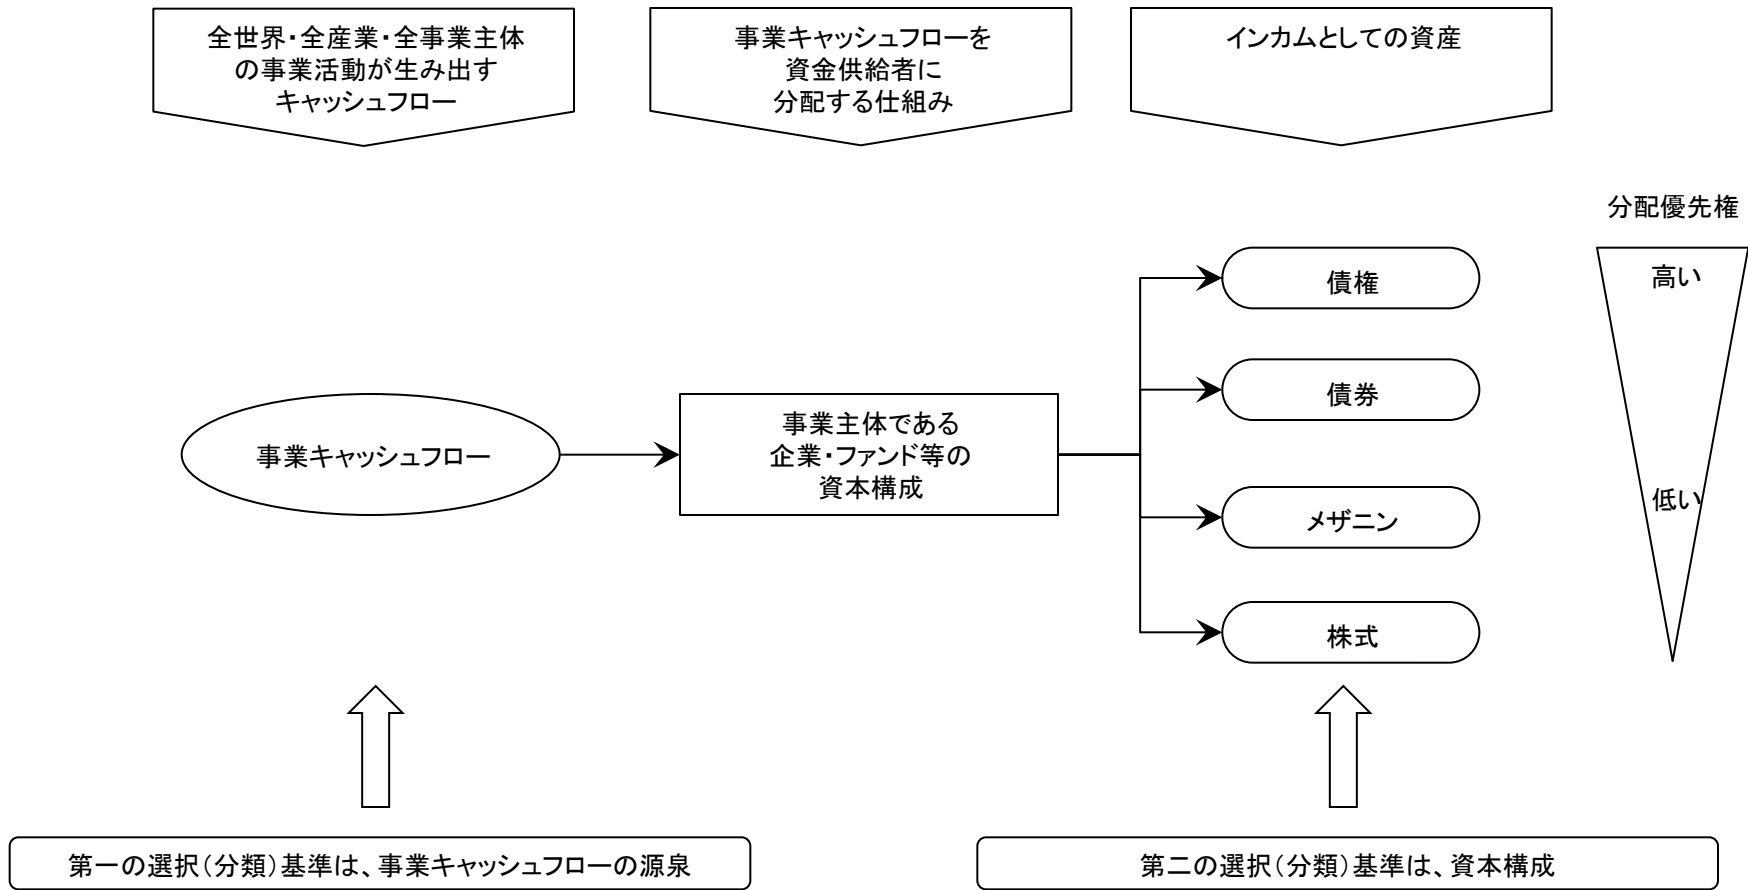 全世界・全産業・全事業主体
の事業活動が生み出す
キャッシュフロー
事業キャッシュフローを
資金供給者に
分配する仕組み
インカムとしての資産
分配優先権
高い
低い
債権
債券
メザニン
株式
事業キャッシュフロー
事業主体である
企業・ファンド等の
資本構成
第一の選択（分類）基準は、事業キャッシュフローの源泉
第二の選択（分類）基準は、資本構成